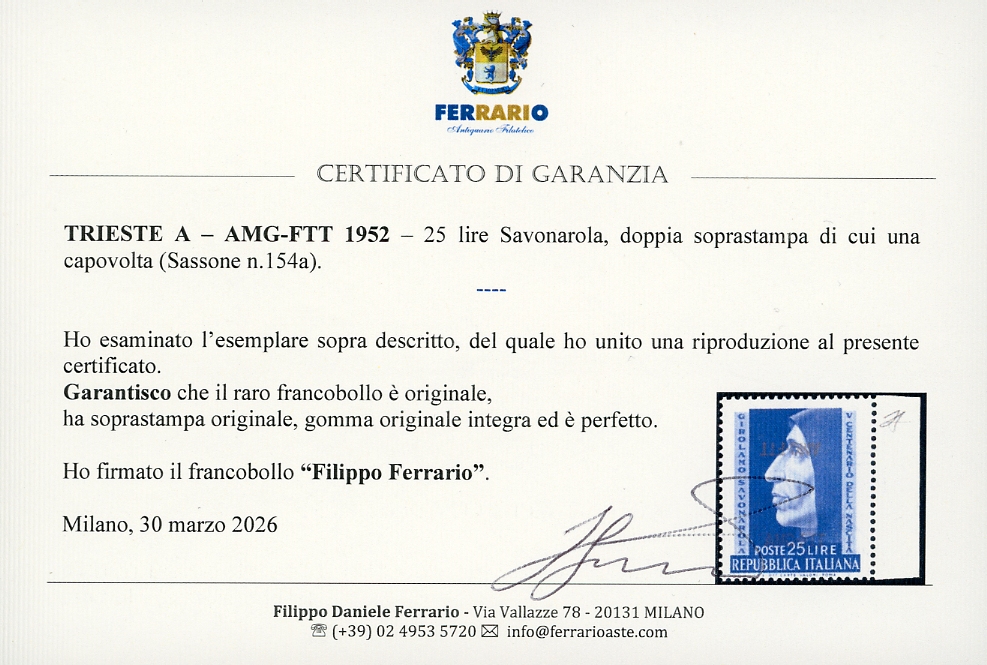 FERRARIO
Antiquario Filatelico
CERTIFICATO DI GARANZIA
TRIESTE A – AMG-FTT 1952 – 25 lire Savonarola, doppia soprastampa di cui una
capovolta (Sassone n.154a).
----
Ho esaminato l'esemplare sopra descritto, del quale ho unito una riproduzione al presente
certificato.
Garantisco che il raro francobollo è originale,
ha soprastampa originale, gomma originale integra ed è perfetto.
Ho firmato il francobollo “Filippo Ferrario”.
Milano, 30 marzo 2026
GIROLAMO SAVONAROLA
V CENTENARIO DELLA NASCITA
POSTE 25 LIRE
REPUBBLICA ITALIANA
Filippo Daniele Ferrario - Via Vallazze 78 - 20131 MILANO
(+39) 02 4953 5720 info@ferrarioaste.com